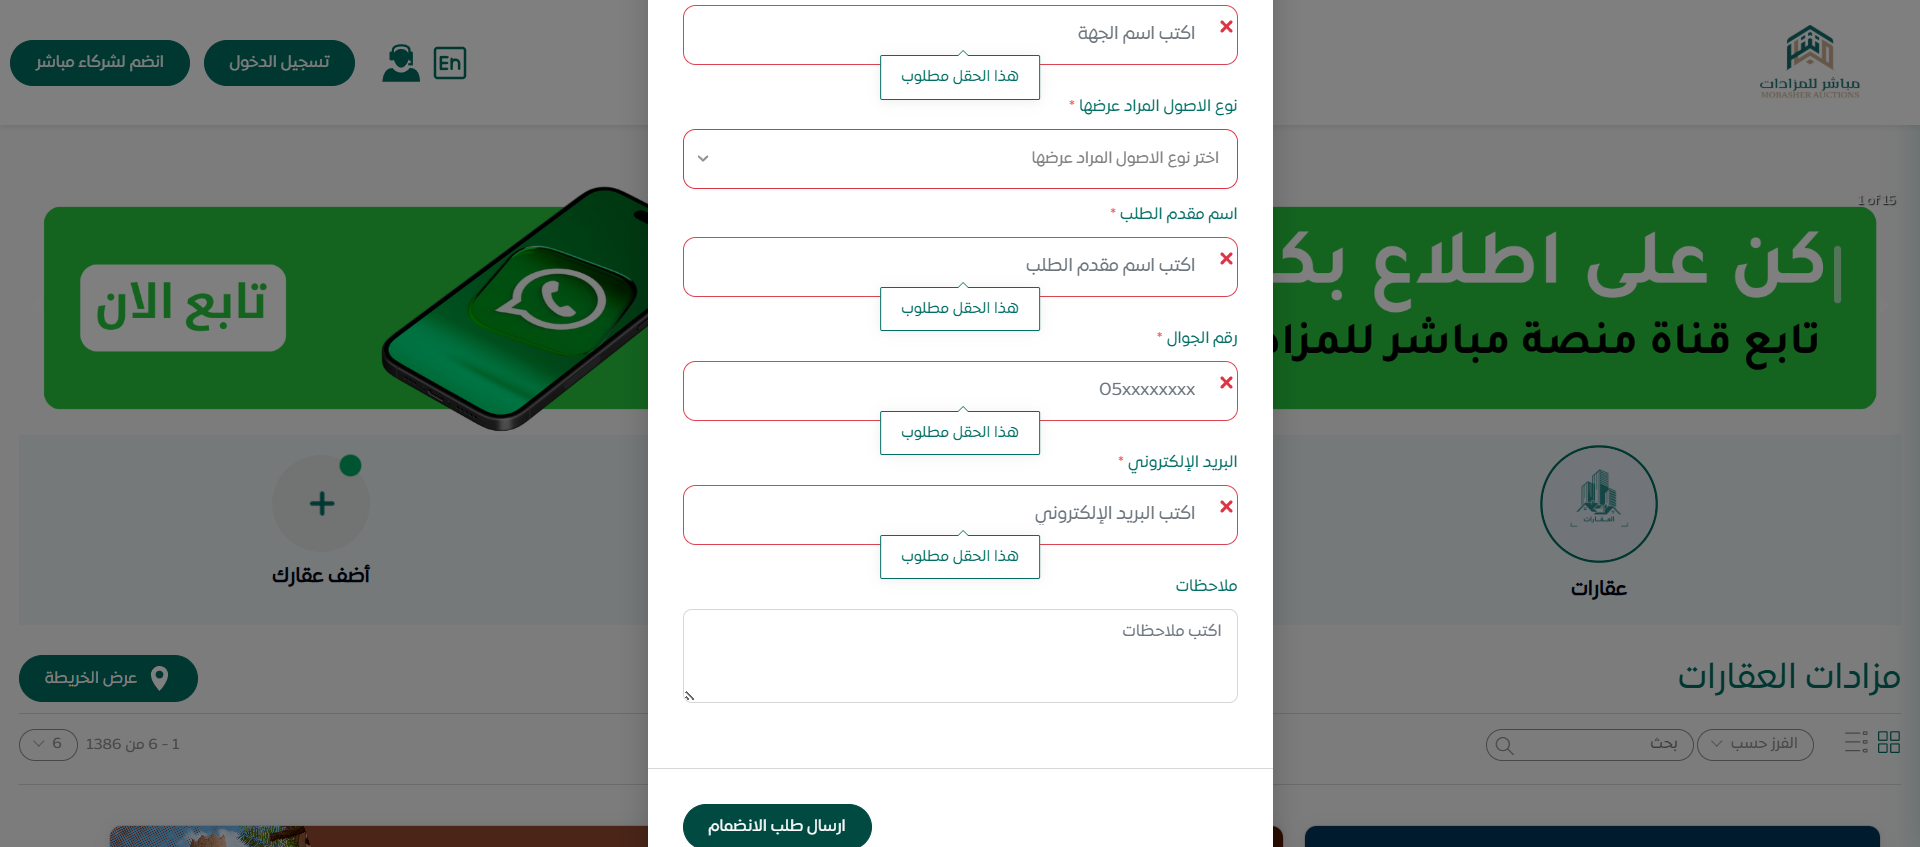 مباشر للمزادات
MOBASHER AUCTIONS
En
تسجيل الدخول
انضم لشركاء مباشر
اكتب اسم الجهة
هذا الحقل مطلوب
نوع الاصول المراد عرضها *
اختر نوع الاصول المراد عرضها
اسم مقدم الطلب *
اكتب اسم مقدم الطلب
هذا الحقل مطلوب
رقم الجوال *
05xxxxxxxx
هذا الحقل مطلوب
البريد الإلكتروني *
اكتب البريد الإلكتروني
هذا الحقل مطلوب
ملاحظات
اكتب ملاحظات
ارسال طلب الانضمام
1 of 15
كن على اطلاع
تابع قناة منصة مباشر
تابع الان
العقارات
عقارات
أضف عقارك
مزادات العقارات
عرض الخريطة
الفرز حسب
بحث
1 - 6 من 1386
6